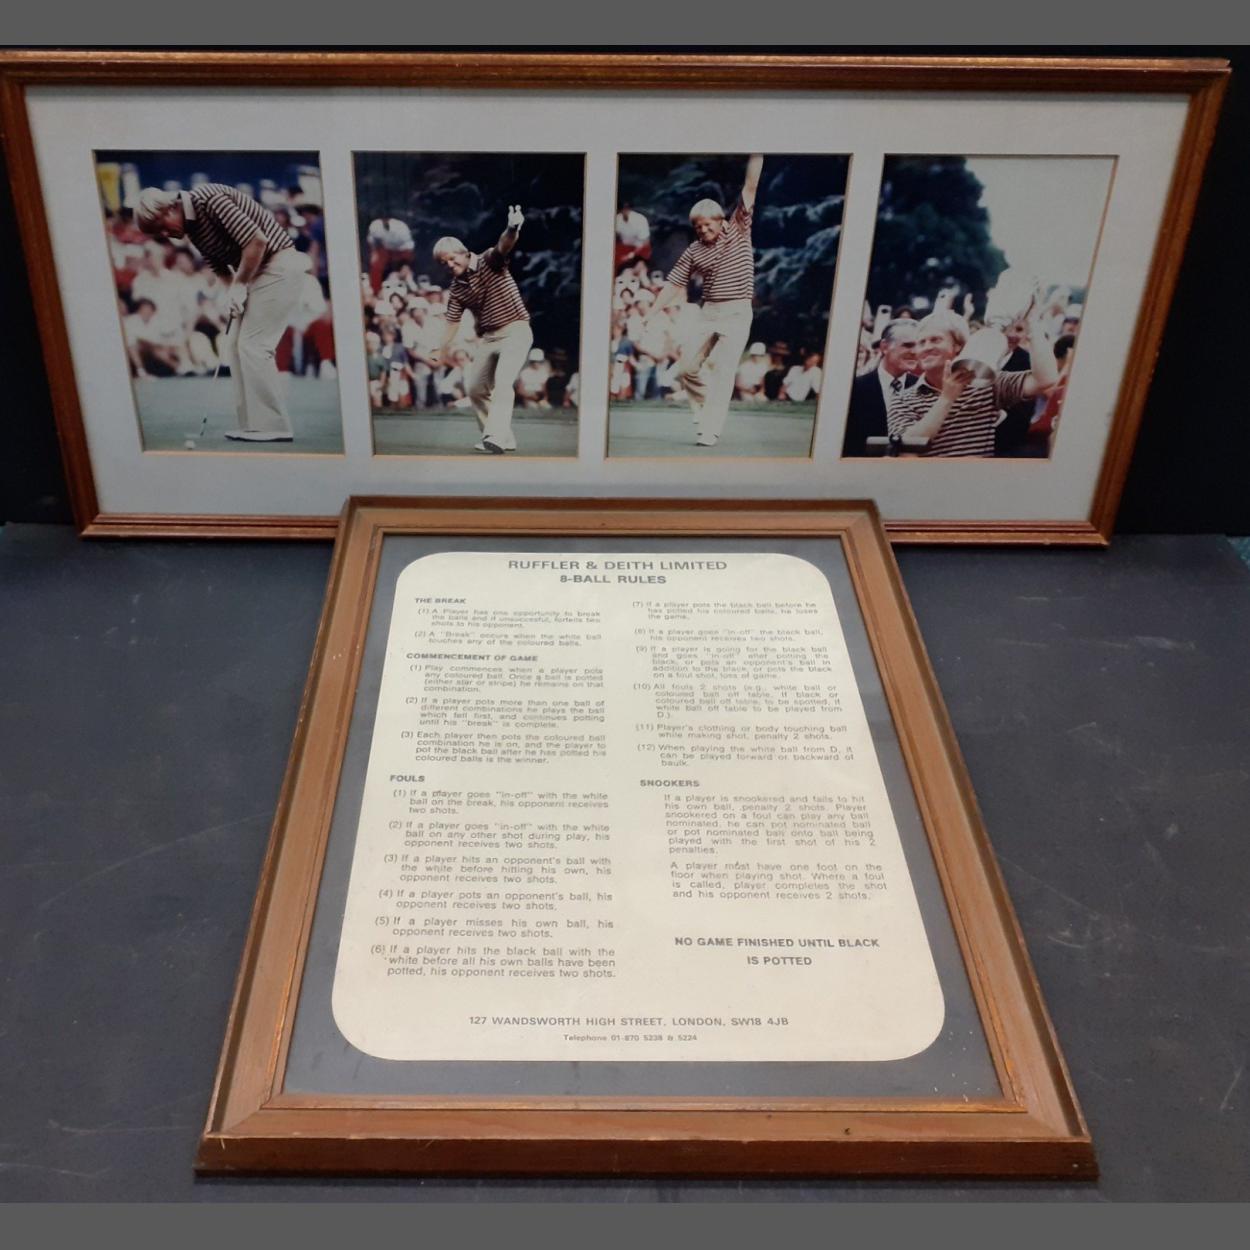 RUFFLER & DEITH LIMITED
8-BALL RULES
THE BREAK
(1) A Player has one opportunity to break
the balls and if unsuccessful, forfeits two
shots to his opponent.
(2) A "Break" occurs when the white ball
touches any of the coloured balls.
COMMENCEMENT OF GAME
(1) Play commences when a player pots
any coloured ball. Once a ball is potted
(either star or stripe) he remains on that
combination.
(2) If a player pots more than one ball of
different combinations he plays the ball
which fell first, and continues potting
until his "break" is complete.
(3) Each player then pots the coloured ball
combination he is on, and the player to
pot the black ball after he has potted his
coloured balls is the winner.
FOULS
(1) If a player goes "in-off" with the white
ball on the break, his opponent receives
two shots.
(2) If a player goes "in-off" with the white
ball on any other shot during play, his
opponent receives two shots.
(3) If a player hits an opponent's ball with
the white before hitting his own, his
opponent receives two shots.
(4) If a player pots an opponent's ball, his
opponent receives two shots.
(5) If a player misses his own ball, his
opponent receives two shots.
(6) If a player hits the black ball with the
white before all his own balls have been
potted, his opponent receives two shots.
(7) If a player pots the black ball before he
has potted his coloured balls, he loses
the game.
(8) If a player goes "in-off" the black ball,
his opponent receives two shots.
(9) If a player is going for the black ball
and goes "in-off" after potting the
black, or pots an opponent's ball in
addition to the black, or pots the black
on a foul shot, loss of game.
(10) All fouls 2 shots (e.g., white ball or
coloured ball off table. If black or
coloured ball off table, to be spotted, if
white ball off table to be played from
D.).
(11) Player's clothing or body touching ball
while making shot, penalty 2 shots.
(12) When playing the white ball from D, it
can be played forward or backward of
baulk.
SNOOKERS
If a player is snookered and fails to hit
his own ball, penalty 2 shots. Player
snookered on a foul can play any ball
nominated, he can pot nominated ball
or pot nominated ball onto ball being
played with the first shot of his 2
penalties.
A player must have one foot on the
floor when playing shot. Where a foul
is called, player completes the shot
and his opponent receives 2 shots.
NO GAME FINISHED UNTIL BLACK
IS POTTED
127 WANDSWORTH HIGH STREET, LONDON, SW18 4JB
Telephone 01-870 5238 & 5224